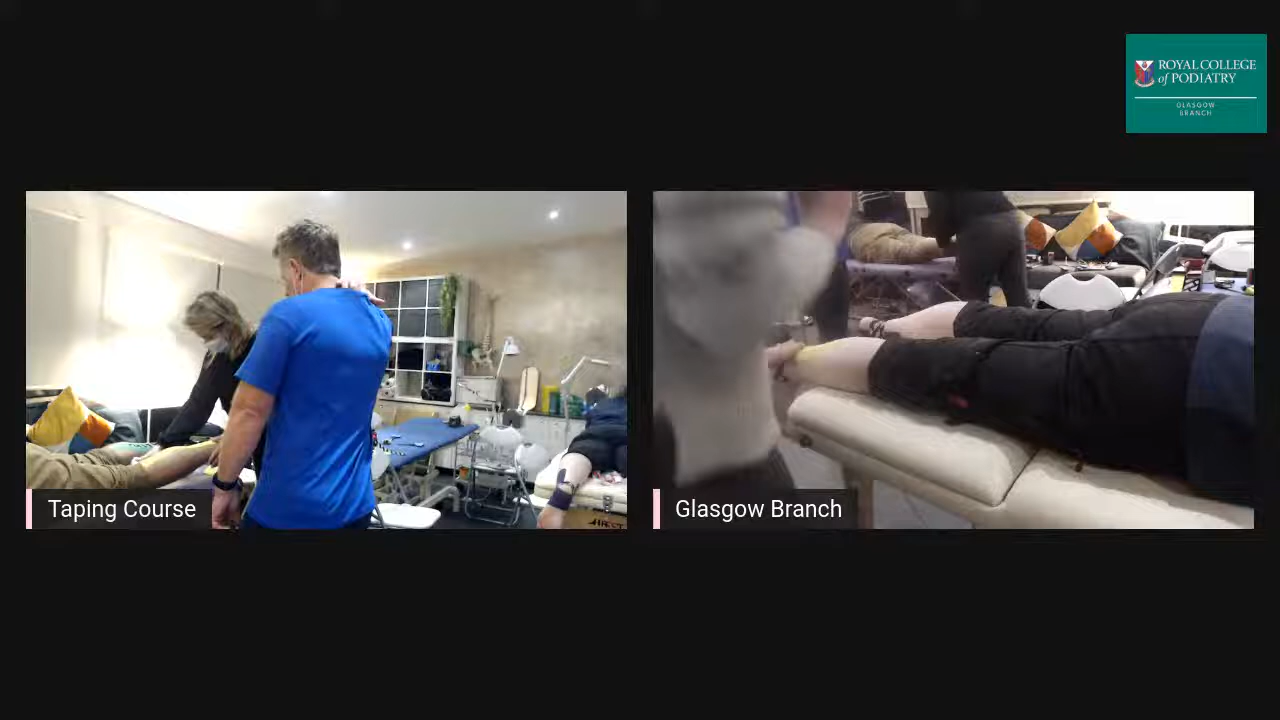 ROYAL COLLEGE
of PODIATRY
GLASGOW
BRANCH
Taping Course
Glasgow Branch